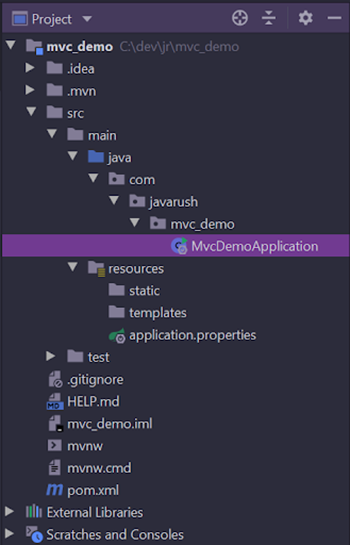 Project
mvc_demo C:\dev\jr\mvc_demo
.idea
.mvn
src
main
java
com
javarush
mvc_demo
MvcDemoApplication
resources
static
templates
application.properties
test
.gitignore
HELP.md
mvc_demo.iml
mvnw
mvnw.cmd
pom.xml
External Libraries
Scratches and Consoles